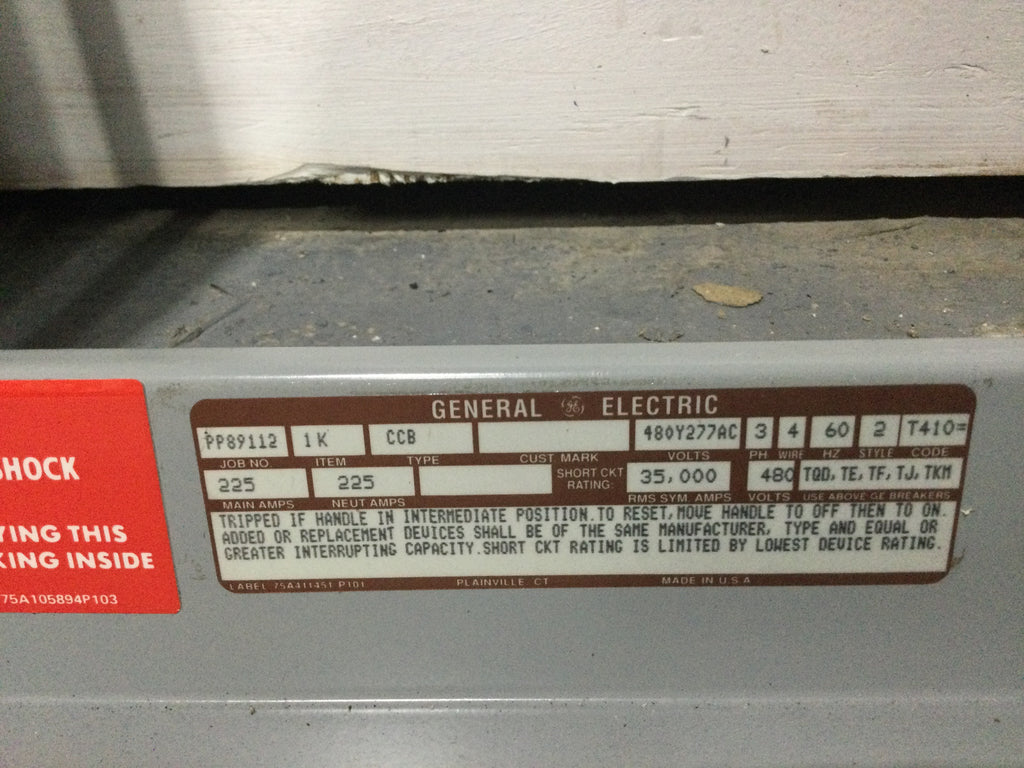 GENERAL GE ELECTRIC
PP89112 1K CCB 480Y277AC 3 4 60 2 T410=
JOB NO. ITEM TYPE CUST MARK VOLTS PH WIRE HZ STYLE CODE
225 225 SHORT CKT RATING: 35,000 480 TQD, TE, TF, TJ, TKM
MAIN AMPS NEUT AMPS RMS SYM. AMPS VOLTS USE ABOVE GE BREAKERS
TRIPPED IF HANDLE IN INTERMEDIATE POSITION.TO RESET,MOVE HANDLE TO OFF THEN TO ON.
ADDED OR REPLACEMENT DEVICES SHALL BE OF THE SAME MANUFACTURER, TYPE AND EQUAL OR
GREATER INTERRUPTING CAPACITY.SHORT CKT RATING IS LIMITED BY LOWEST DEVICE RATING.
LABEL 75A411451 P101 PLAINVILLE, CT MADE IN U.S.A
SHOCK
YING THIS
KING INSIDE
75A105894P103